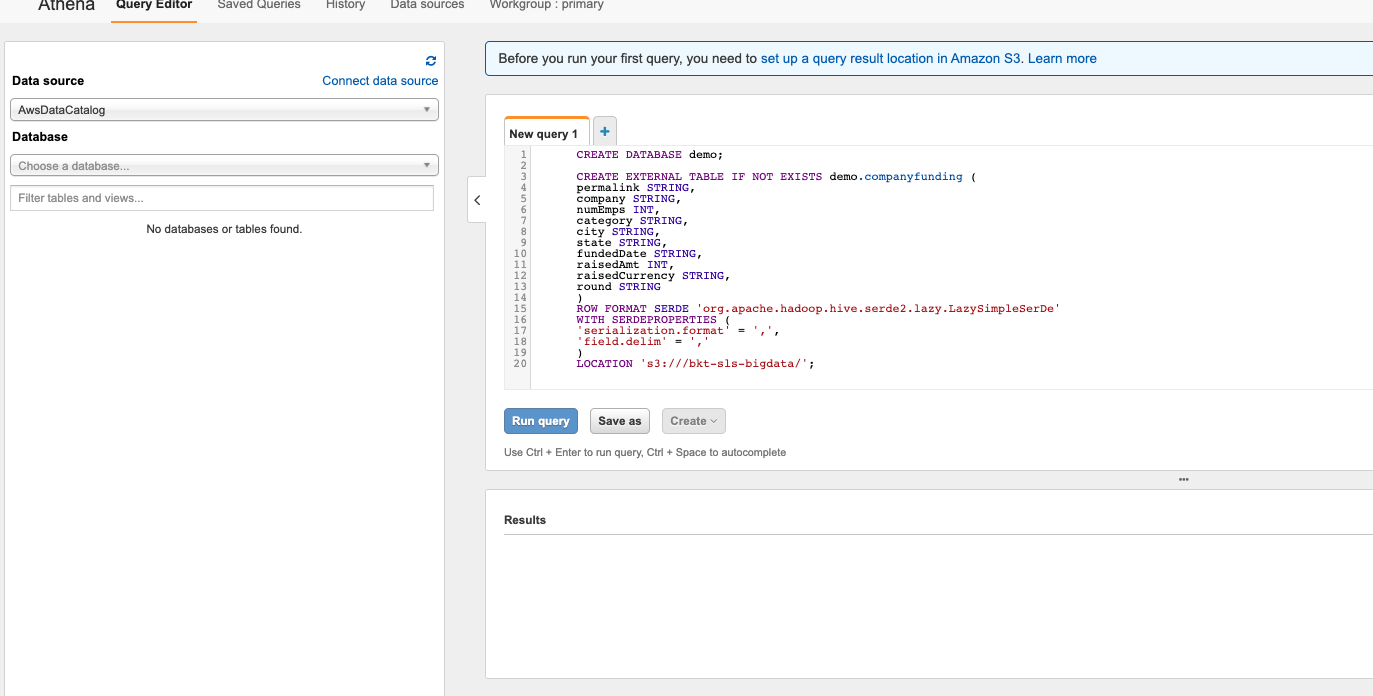 Athena Query Editor Saved Queries History Data sources Workgroup : primary
Data source Connect data source
AwsDataCatalog
Database
Choose a database...
Filter tables and views...
No databases or tables found.
Before you run your first query, you need to set up a query result location in Amazon S3. Learn more
New query 1 +
1 CREATE DATABASE demo;
2
3 CREATE EXTERNAL TABLE IF NOT EXISTS demo.companyfunding (
4 permalink STRING,
5 company STRING,
6 numEmps INT,
7 category STRING,
8 city STRING,
9 state STRING,
10 fundedDate STRING,
11 raisedAmt INT,
12 raisedCurrency STRING,
13 round STRING
14 )
15 ROW FORMAT SERDE 'org.apache.hadoop.hive.serde2.lazy.LazySimpleSerDe'
16 WITH SERDEPROPERTIES (
17 'serialization.format' = ',',
18 'field.delim' = ','
19 )
20 LOCATION 's3:///bkt-sls-bigdata/';
Run query Save as Create
Use Ctrl + Enter to run query, Ctrl + Space to autocomplete
Results